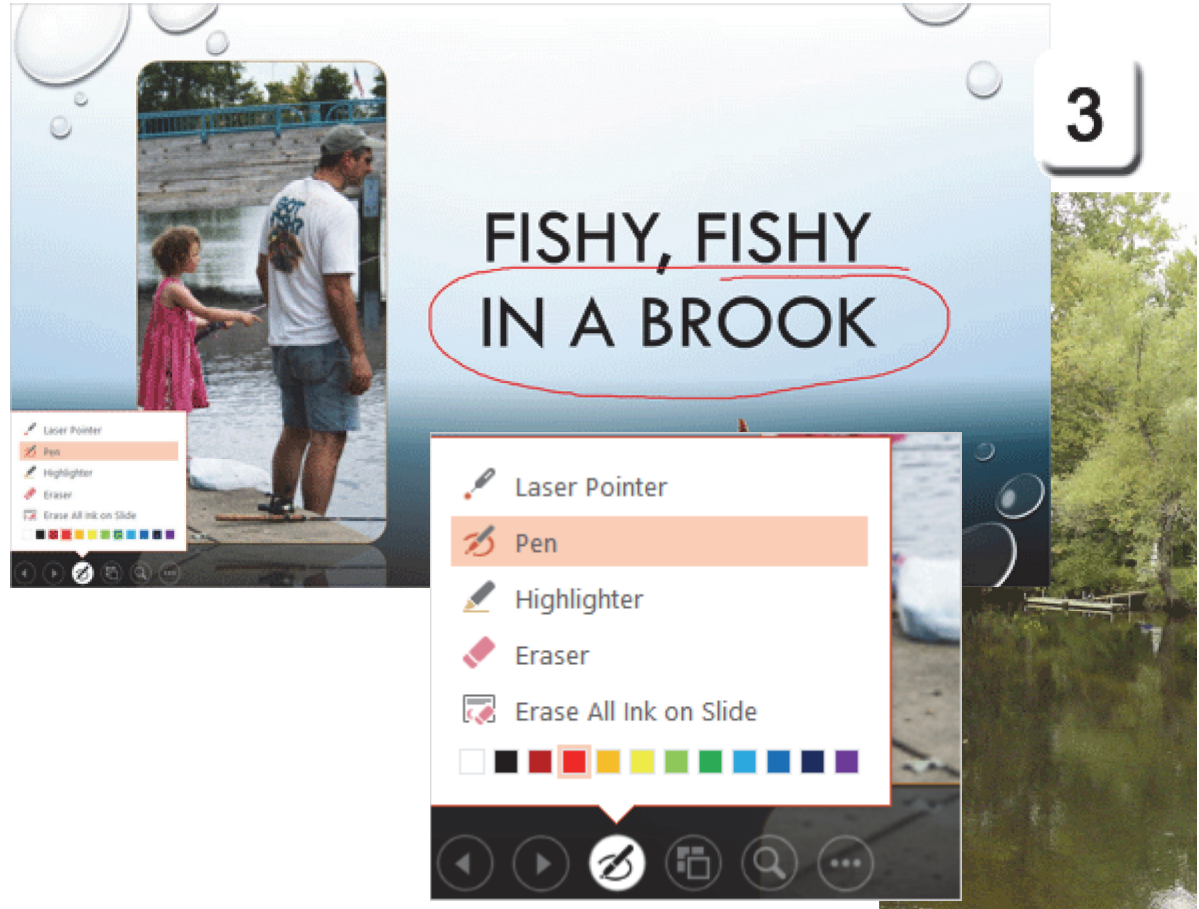 3
FISHY, FISHY
IN A BROOK
Laser Pointer
Pen
Highlighter
Eraser
Erase All Ink on Slide
Laser Pointer
Pen
Highlighter
Eraser
Erase All Ink on Slide